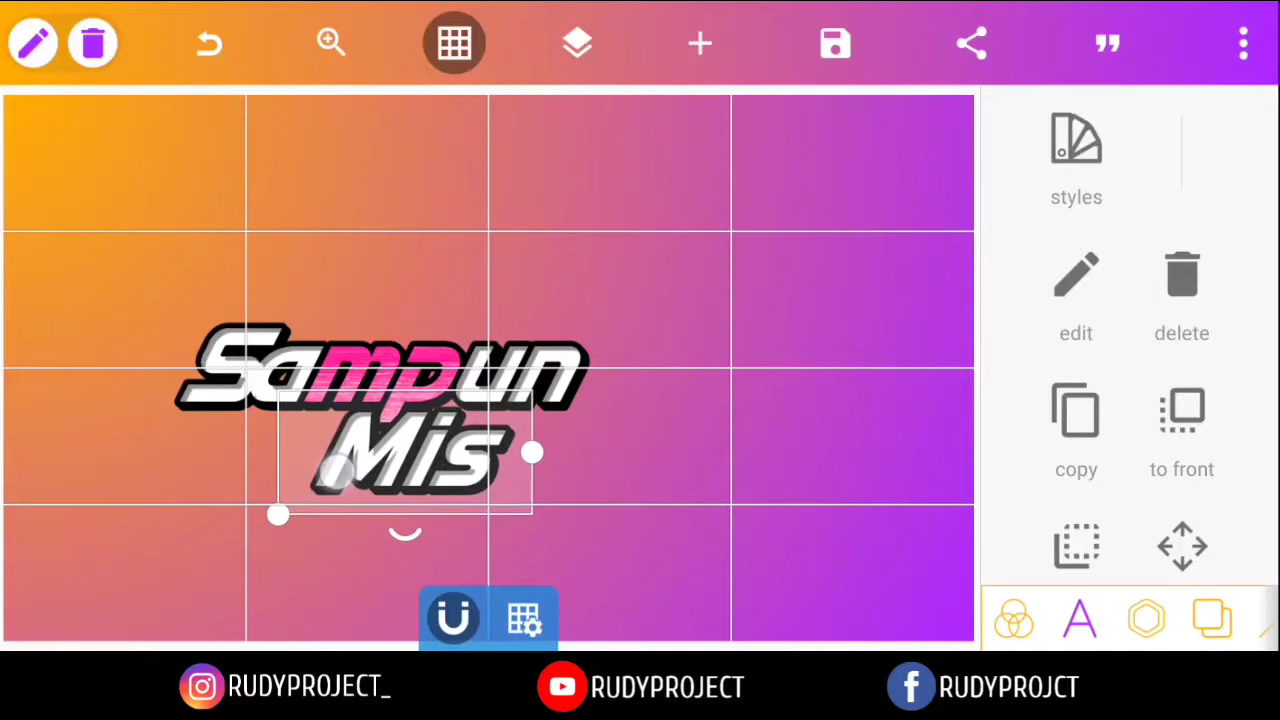 styles
edit
delete
Sampun
Mis
copy
to front
RUDYPROJECT_
RUDYPROJECT
RUDYPROJCT